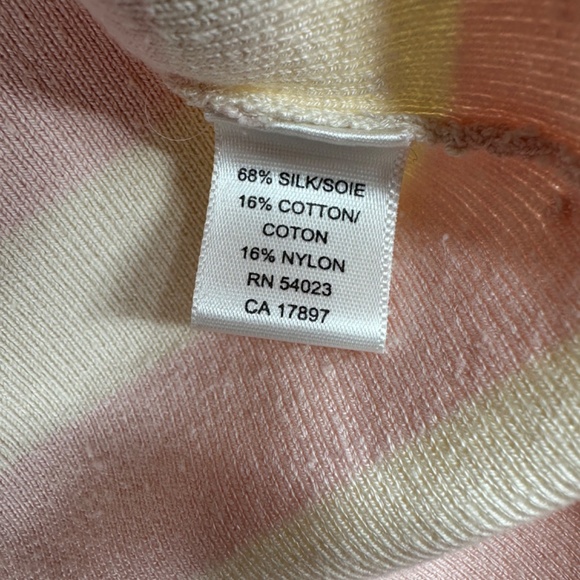 68% SILK/SOIE
16% COTTON/
COTON
16% NYLON
RN 54023
CA 17897